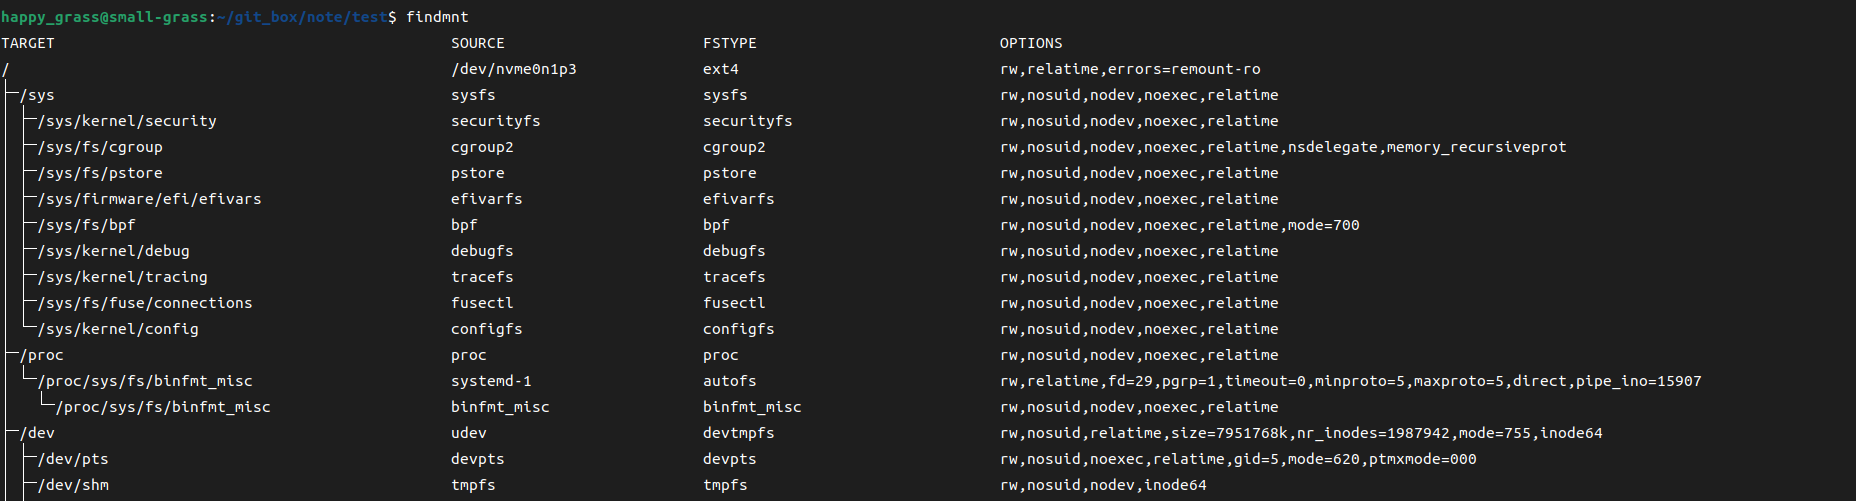 happy_grass@small-grass:~/git_box/note/test$ findmnt
TARGET SOURCE FSTYPE OPTIONS
/ /dev/nvme0n1p3 ext4 rw,relatime,errors=remount-ro
├─/sys sysfs sysfs rw,nosuid,nodev,noexec,relatime
│ ├─/sys/kernel/security securityfs securityfs rw,nosuid,nodev,noexec,relatime
│ ├─/sys/fs/cgroup cgroup2 cgroup2 rw,nosuid,nodev,noexec,relatime,nsdelegate,memory_recursiveprot
│ ├─/sys/fs/pstore pstore pstore rw,nosuid,nodev,noexec,relatime
│ ├─/sys/firmware/efi/efivars efivarfs efivarfs rw,nosuid,nodev,noexec,relatime
│ ├─/sys/fs/bpf bpf bpf rw,nosuid,nodev,noexec,relatime,mode=700
│ ├─/sys/kernel/debug debugfs debugfs rw,nosuid,nodev,noexec,relatime
│ ├─/sys/kernel/tracing tracefs tracefs rw,nosuid,nodev,noexec,relatime
│ ├─/sys/fs/fuse/connections fusectl fusectl rw,nosuid,nodev,noexec,relatime
│ └─/sys/kernel/config configfs configfs rw,nosuid,nodev,noexec,relatime
├─/proc proc proc rw,nosuid,nodev,noexec,relatime
│ └─/proc/sys/fs/binfmt_misc systemd-1 autofs rw,relatime,fd=29,pgrp=1,timeout=0,minproto=5,maxproto=5,direct,pipe_ino=15907
│   └─/proc/sys/fs/binfmt_misc binfmt_misc binfmt_misc rw,nosuid,nodev,noexec,relatime
├─/dev udev devtmpfs rw,nosuid,relatime,size=7951768k,nr_inodes=1987942,mode=755,inode64
│ ├─/dev/pts devpts devpts rw,nosuid,noexec,relatime,gid=5,mode=620,ptmxmode=000
│ ├─/dev/shm tmpfs tmpfs rw,nosuid,nodev,inode64